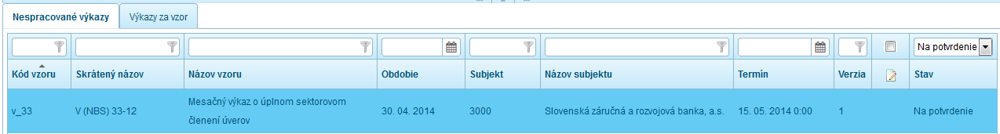 Nespracované výkazy Výkazy za vzor
Na potvrdenie
Kód vzoru Skrátený názov Názov vzoru Obdobie Subjekt Názov subjektu Termín Verzia Stav
v_33 V (NBS) 33-12 Mesačný výkaz o úplnom sektorovom 30. 04. 2014 3000 Slovenská záručná a rozvojová banka, a.s. 15. 05. 2014 0:00 1 Na potvrdenie
členení úverov